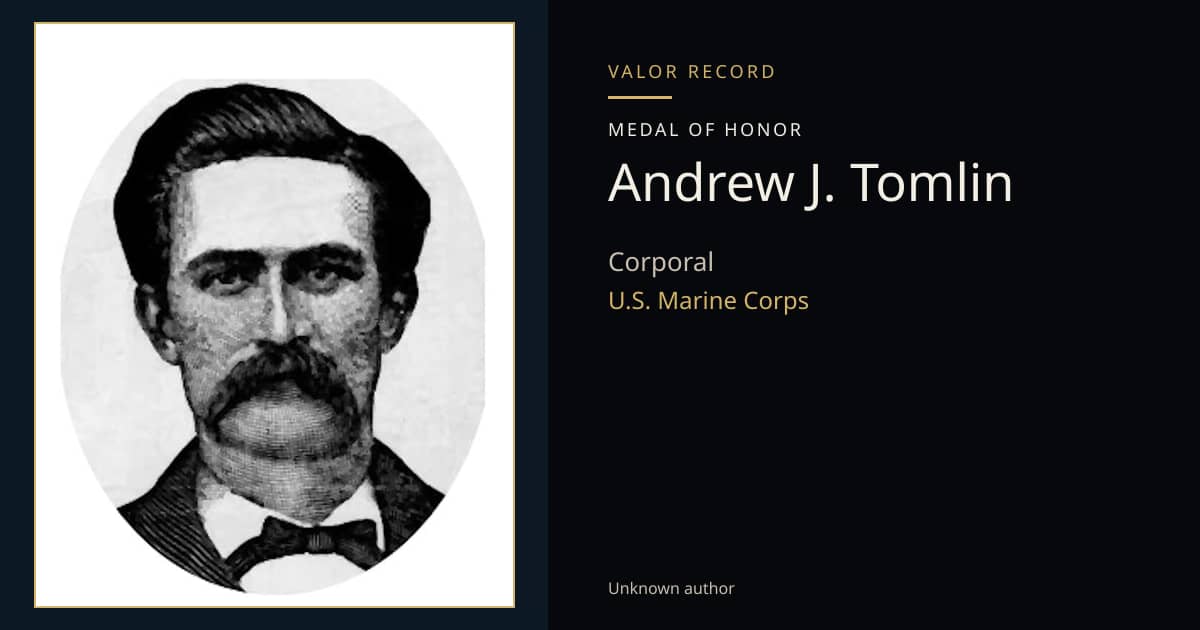 VALOR RECORD
MEDAL OF HONOR
Andrew J. Tomlin
Corporal
U.S. Marine Corps
Unknown author